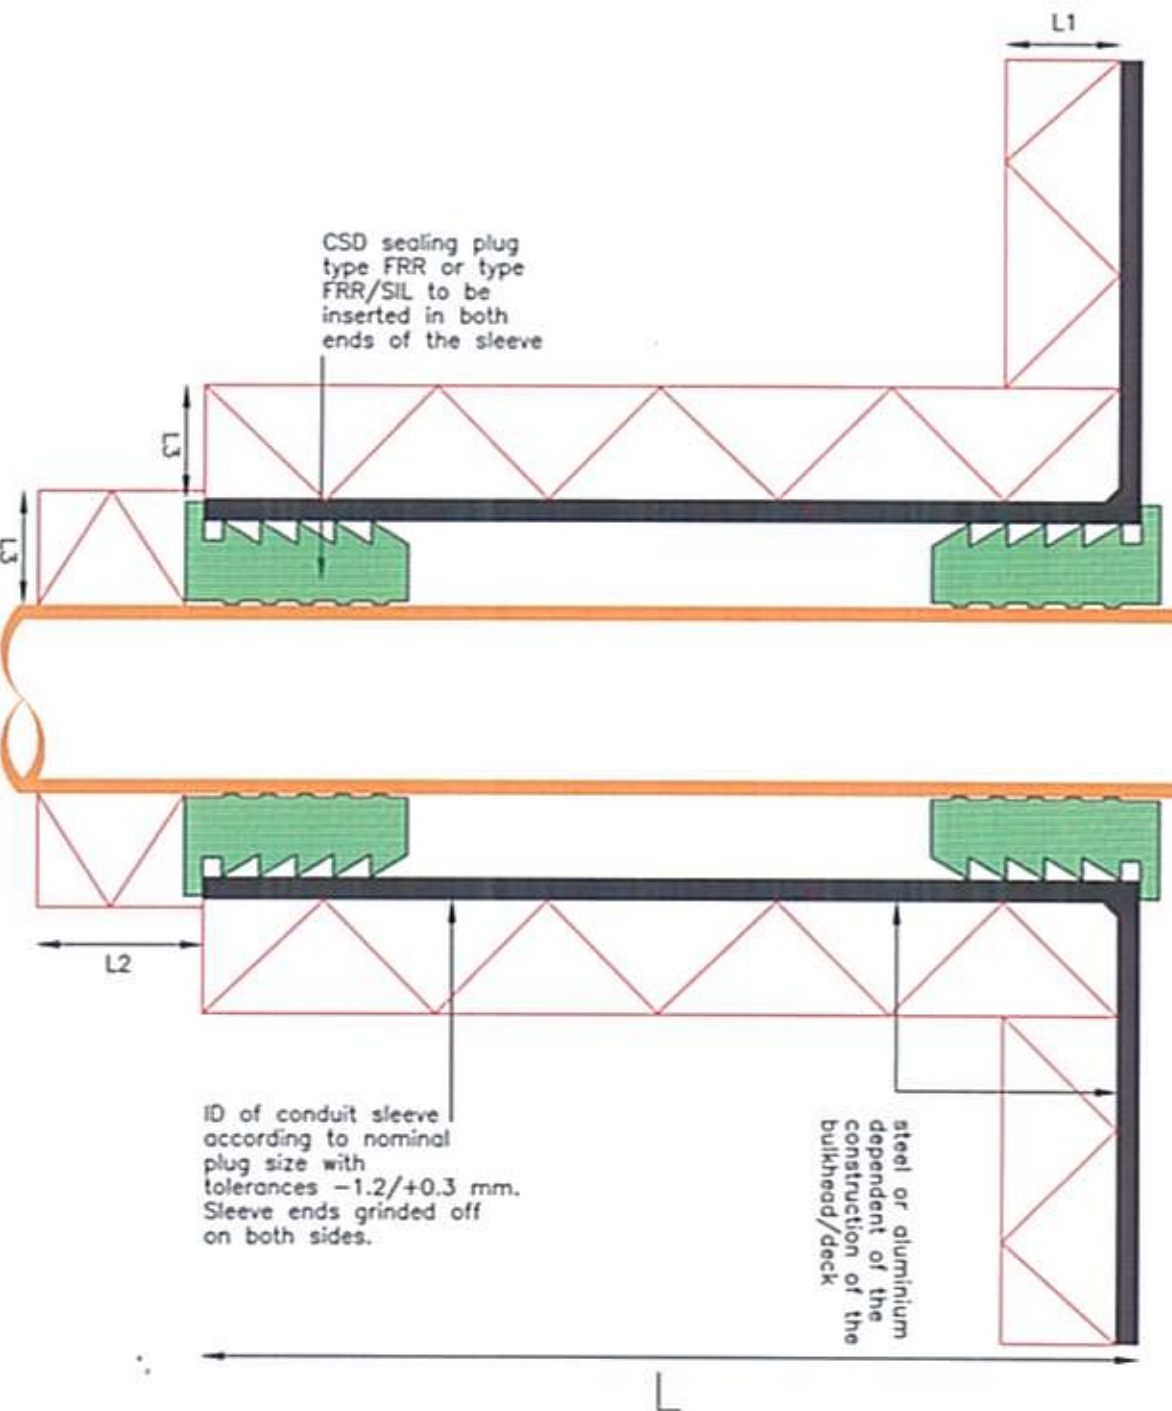 L1
CSD sealing plug
type FRR or type
FRR/SIL to be
inserted in both
ends of the sleeve
L3
L3
L2
ID of conduit sleeve
according to nominal
plug size with
tolerances -1.2/+0.3 mm.
Sleeve ends grinded off
on both sides.
steel or aluminium
dependent of the
construction of the
bulkhead/deck
L